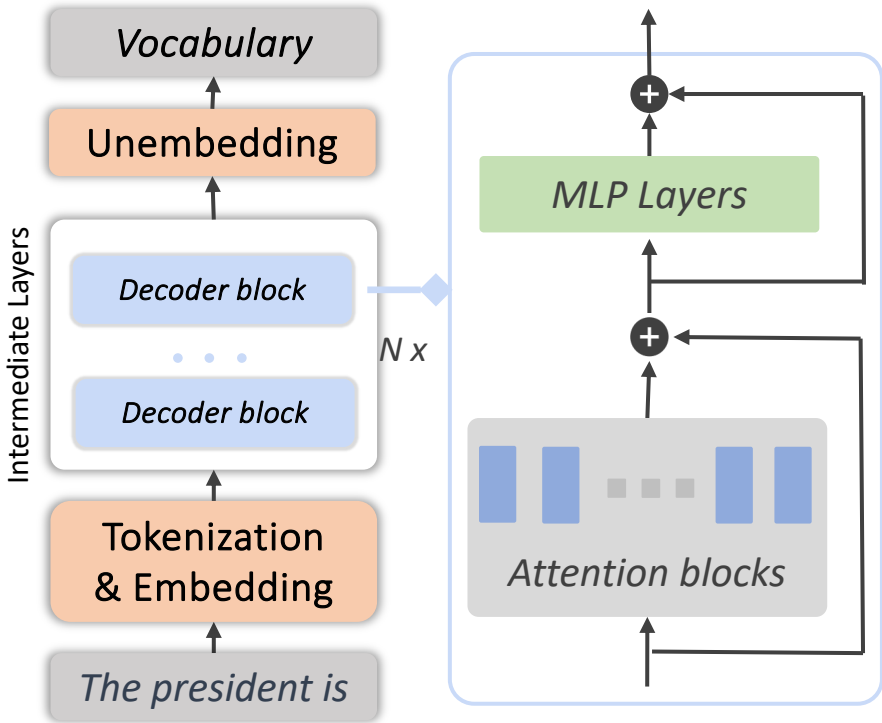 Vocabulary
Unembedding
Intermediate Layers
Decoder block
Decoder block
N x
Tokenization
& Embedding
The president is
+
MLP Layers
+
Attention blocks